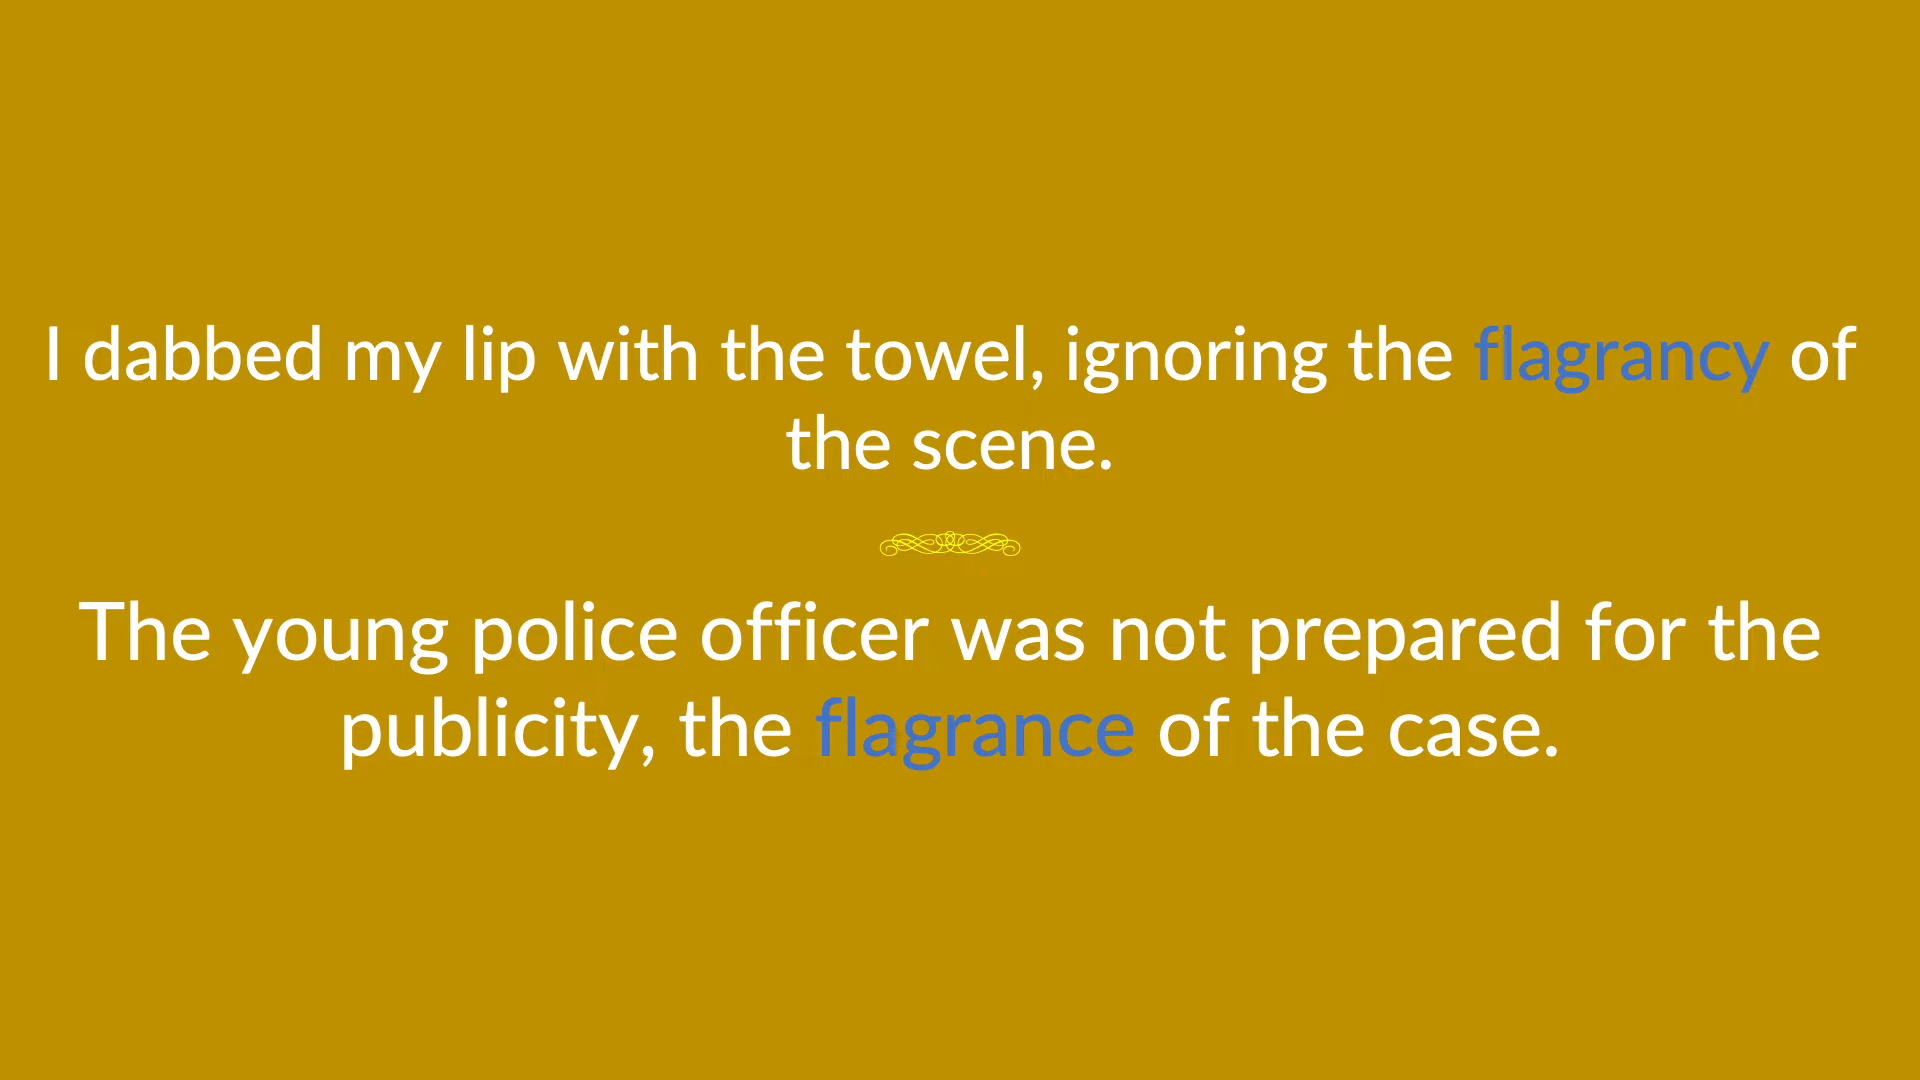 I dabbed my lip with the towel, ignoring the flagrancy of
the scene.
The young police officer was not prepared for the
publicity, the flagrance of the case.